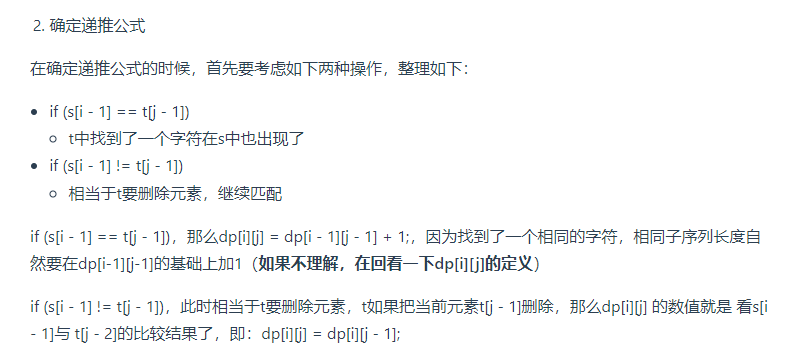 2. 确定递推公式
在确定递推公式的时候，首先要考虑如下两种操作，整理如下：
if (s[i - 1] == t[j - 1])
t中找到了一个字符在s中也出现了
if (s[i - 1] != t[j - 1])
相当于t要删除元素，继续匹配
if (s[i - 1] == t[j - 1])，那么dp[i][j] = dp[i - 1][j - 1] + 1;，因为找到了一个相同的字符，相同子序列长度自
然要在dp[i-1][j-1]的基础上加1（如果不理解，在回看一下dp[i][j]的定义）
if (s[i - 1] != t[j - 1])，此时相当于t要删除元素，t如果把当前元素t[j - 1]删除，那么dp[i][j] 的数值就是 看s[i
- 1]与 t[j - 2]的比较结果了，即：dp[i][j] = dp[i][j - 1];